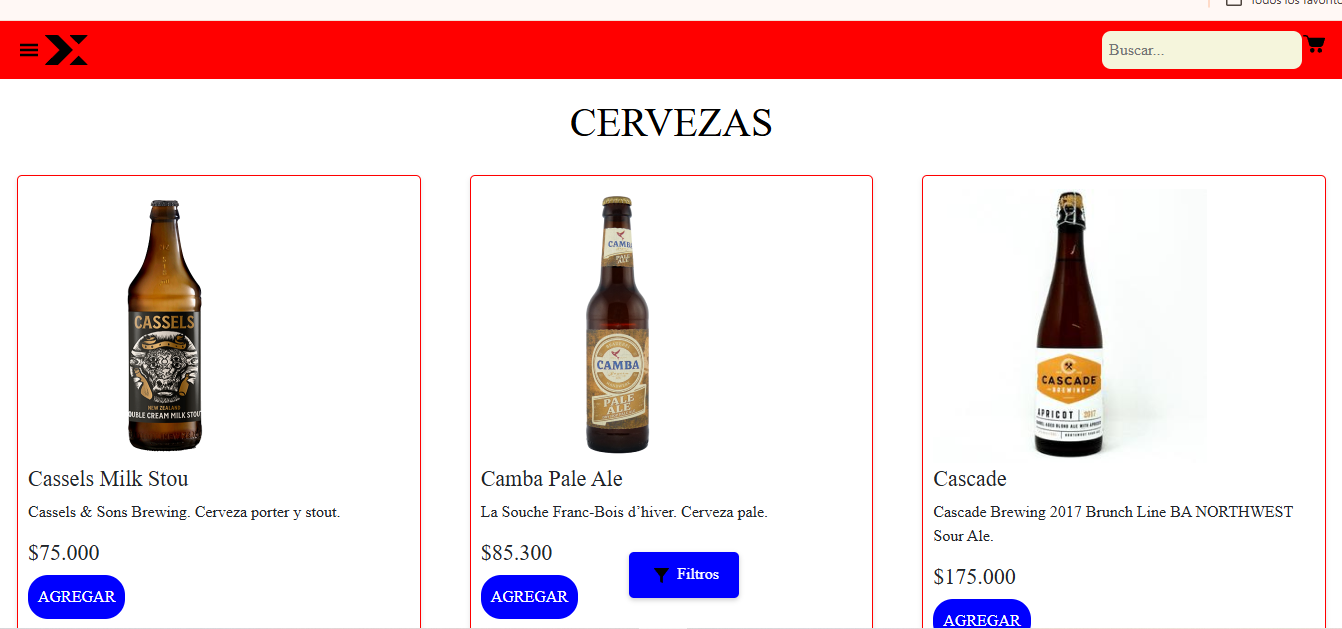 Todos los favorito
Buscar...
CERVEZAS
CASSELS
NEW ZEALAND
DOUBLE CREAM MILK STOUT
CAMBA
PALE
ALE
CAMBA
PALE
ALE
CASCADE
BREWING
APRICOT | 2017
Cassels Milk Stou
Cassels & Sons Brewing. Cerveza porter y stout.
$75.000
AGREGAR
Camba Pale Ale
La Souche Franc-Bois d’hiver. Cerveza pale.
$85.300
AGREGAR
Filtros
Cascade
Cascade Brewing 2017 Brunch Line BA NORTHWEST
Sour Ale.
$175.000
AGREGAR